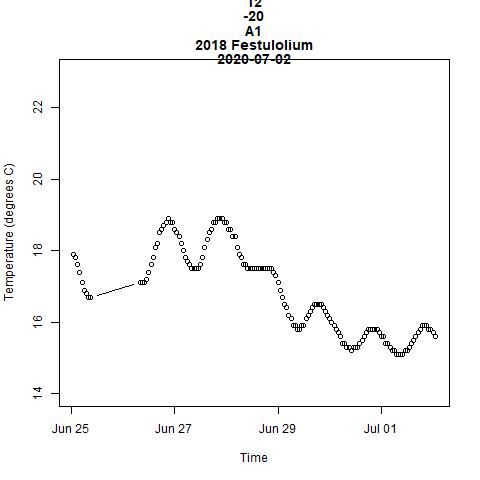 T2
-20
A1
2018 Festulolium
2020-07-02
22
20
18
16
14
Temperature (degrees C)
Jun 25 Jun 27 Jun 29 Jul 01
Time